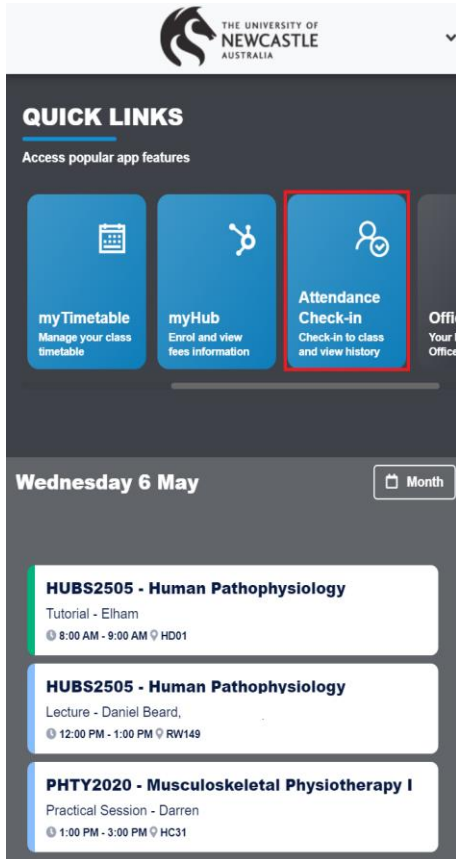 THE UNIVERSITY OF
NEWCASTLE
AUSTRALIA
QUICK LINKS
Access popular app features
myTimetable
Manage your class
timetable
myHub
Enrol and view
fees information
Attendance
Check-in
Check-in to class
and view history
Offi
Your
Office
Wednesday 6 May
Month
HUBS2505 - Human Pathophysiology
Tutorial - Elham
8:00 AM - 9:00 AM HD01
HUBS2505 - Human Pathophysiology
Lecture - Daniel Beard,
12:00 PM - 1:00 PM RW149
PHTY2020 - Musculoskeletal Physiotherapy I
Practical Session - Darren
1:00 PM - 3:00 PM HC31